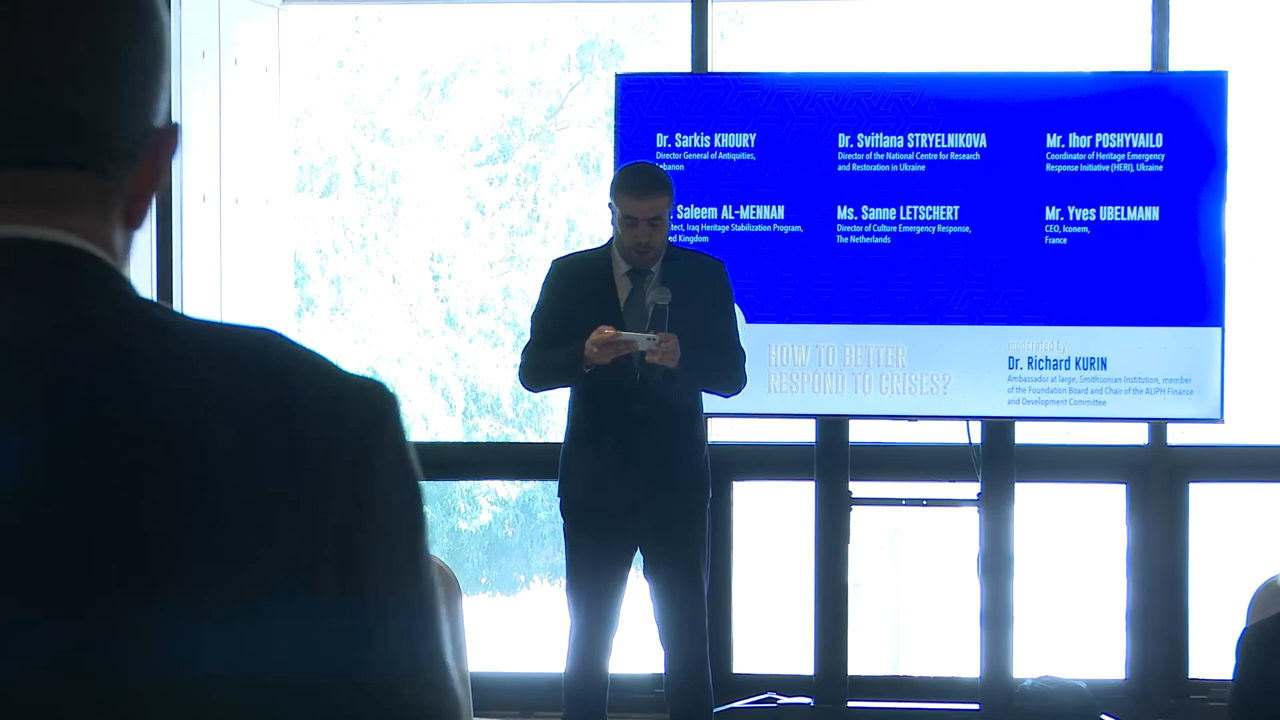 Dr. Sarkis KHOURY
Director General of Antiquities,
Lebanon
Dr. Svitlana STRYELNIKOVA
Director of the National Centre for Research
and Restoration in Ukraine
Mr. Ihor POSHYVAILO
Coordinator of Heritage Emergency
Response Initiative (HERI), Ukraine
Saleem AL-MENNAN
Iraq Heritage Stabilization Program,
Kingdom
Ms. Sanne LETSCHERT
Director of Culture Emergency Response,
The Netherlands
Mr. Yves UBELMANN
CEO, Iconem,
France
HOW TO BETTER
RESPOND TO CRISES?
moderated by
Dr. Richard KURIN
Ambassador at large, Smithsonian Institution, member
of the Foundation Board and Chair of the ALIPH Finance
and Development Committee